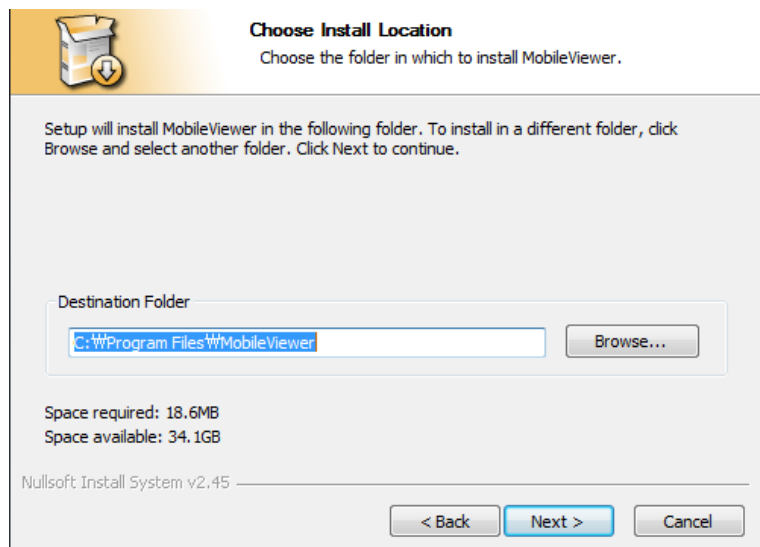 Choose Install Location
Choose the folder in which to install MobileViewer.
Setup will install MobileViewer in the following folder. To install in a different folder, click
Browse and select another folder. Click Next to continue.
Destination Folder
C:₩Program Files₩MobileViewer
Browse...
Space required: 18.6MB
Space available: 34.1GB
Nullsoft Install System v2.45
< Back Next > Cancel